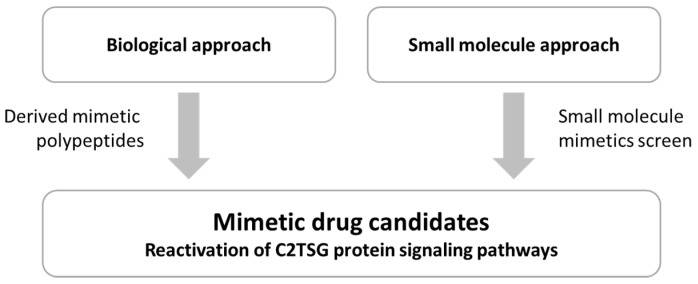 Biological approach
Small molecule approach
Derived mimetic
polypeptides
Small molecule
mimetics screen
Mimetic drug candidates
Reactivation of C2TSG protein signaling pathways